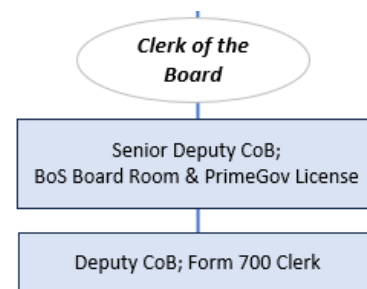 Clerk of the
Board
Senior Deputy CoB;
BoS Board Room & PrimeGov License
Deputy CoB; Form 700 Clerk